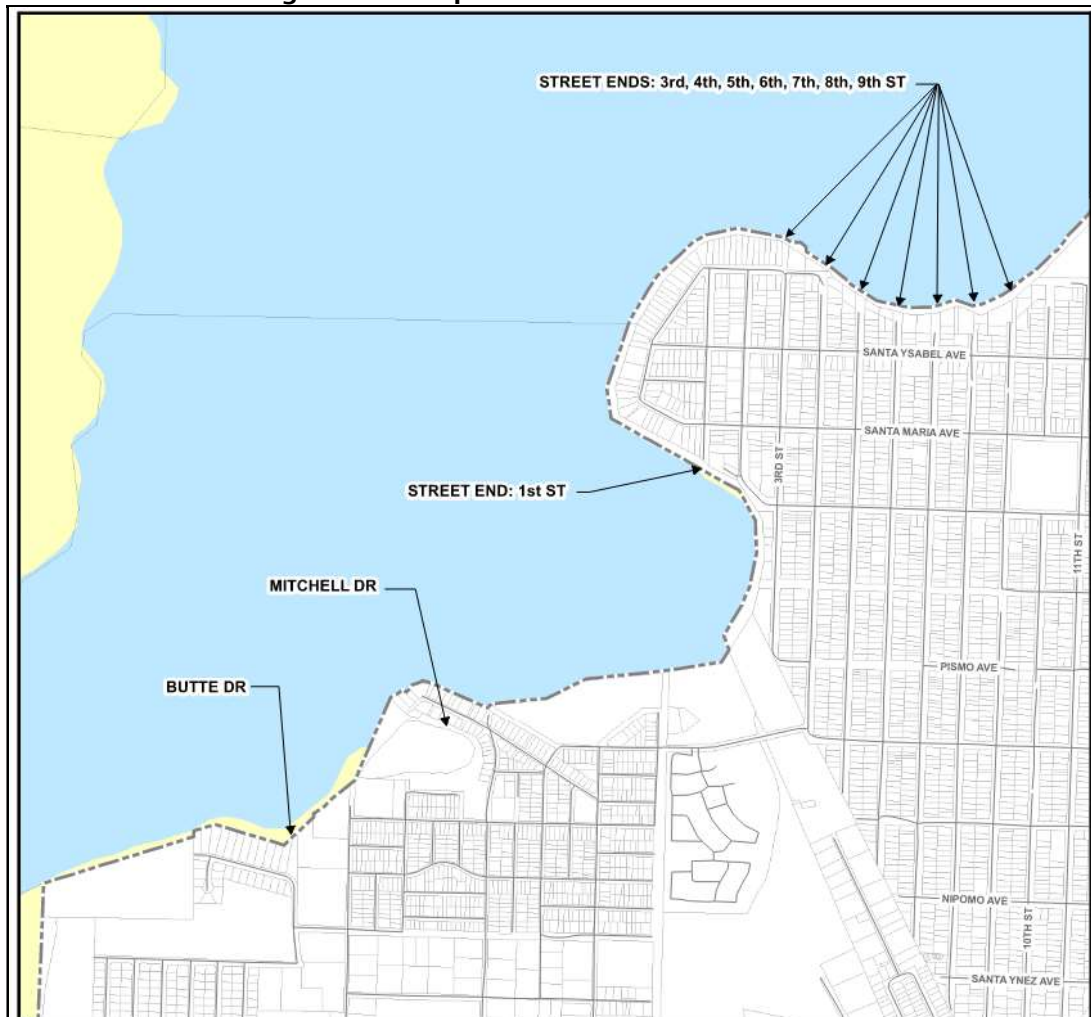 STREET ENDS: 3rd, 4th, 5th, 6th, 7th, 8th, 9th ST
SANTA YSABEL AVE
SANTA MARIA AVE
3RD ST
STREET END: 1st ST
11TH ST
MITCHELL DR
PISMO AVE
BUTTE DR
NIPOMO AVE
10TH ST
SANTA YNEZ AVE